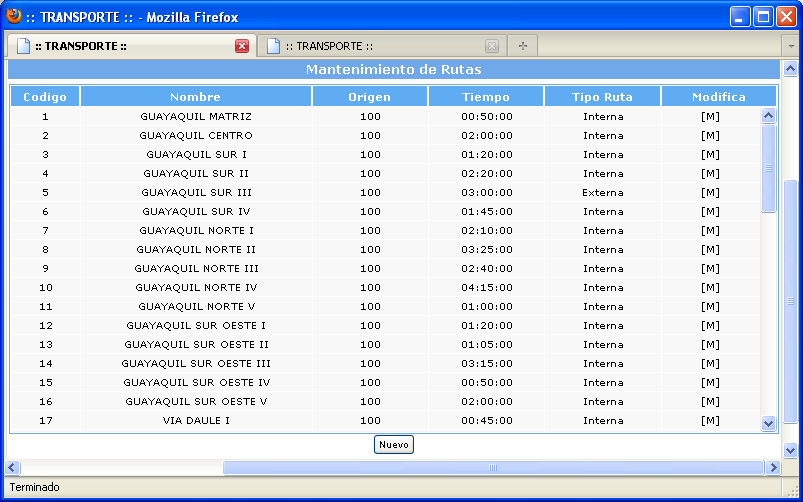 :: TRANSPORTE :: - Mozilla Firefox
:: TRANSPORTE :: :: TRANSPORTE ::
Mantenimiento de Rutas
Codigo Nombre Origen Tiempo Tipo Ruta Modifica
1 GUAYAQUIL MATRIZ 100 00:50:00 Interna [M]
2 GUAYAQUIL CENTRO 100 02:00:00 Interna [M]
3 GUAYAQUIL SUR I 100 01:20:00 Interna [M]
4 GUAYAQUIL SUR II 100 02:20:00 Interna [M]
5 GUAYAQUIL SUR III 100 03:00:00 Externa [M]
6 GUAYAQUIL SUR IV 100 01:45:00 Interna [M]
7 GUAYAQUIL NORTE I 100 02:10:00 Interna [M]
8 GUAYAQUIL NORTE II 100 03:25:00 Interna [M]
9 GUAYAQUIL NORTE III 100 02:40:00 Interna [M]
10 GUAYAQUIL NORTE IV 100 04:15:00 Interna [M]
11 GUAYAQUIL NORTE V 100 01:00:00 Interna [M]
12 GUAYAQUIL SUR OESTE I 100 01:20:00 Interna [M]
13 GUAYAQUIL SUR OESTE II 100 01:05:00 Interna [M]
14 GUAYAQUIL SUR OESTE III 100 03:15:00 Interna [M]
15 GUAYAQUIL SUR OESTE IV 100 00:50:00 Interna [M]
16 GUAYAQUIL SUR OESTE V 100 02:00:00 Interna [M]
17 VIA DAULE I 100 00:45:00 Interna [M]
Nuevo
Terminado